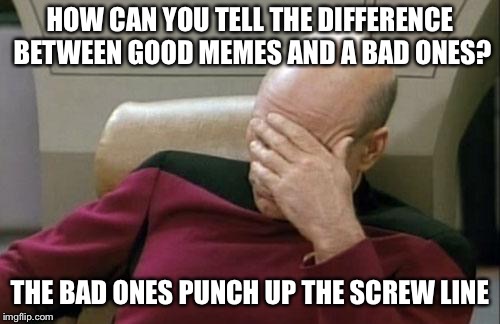 HOW CAN YOU TELL THE DIFFERENCE
BETWEEN GOOD MEMES AND A BAD ONES?
THE BAD ONES PUNCH UP THE SCREW LINE
imgflip.com